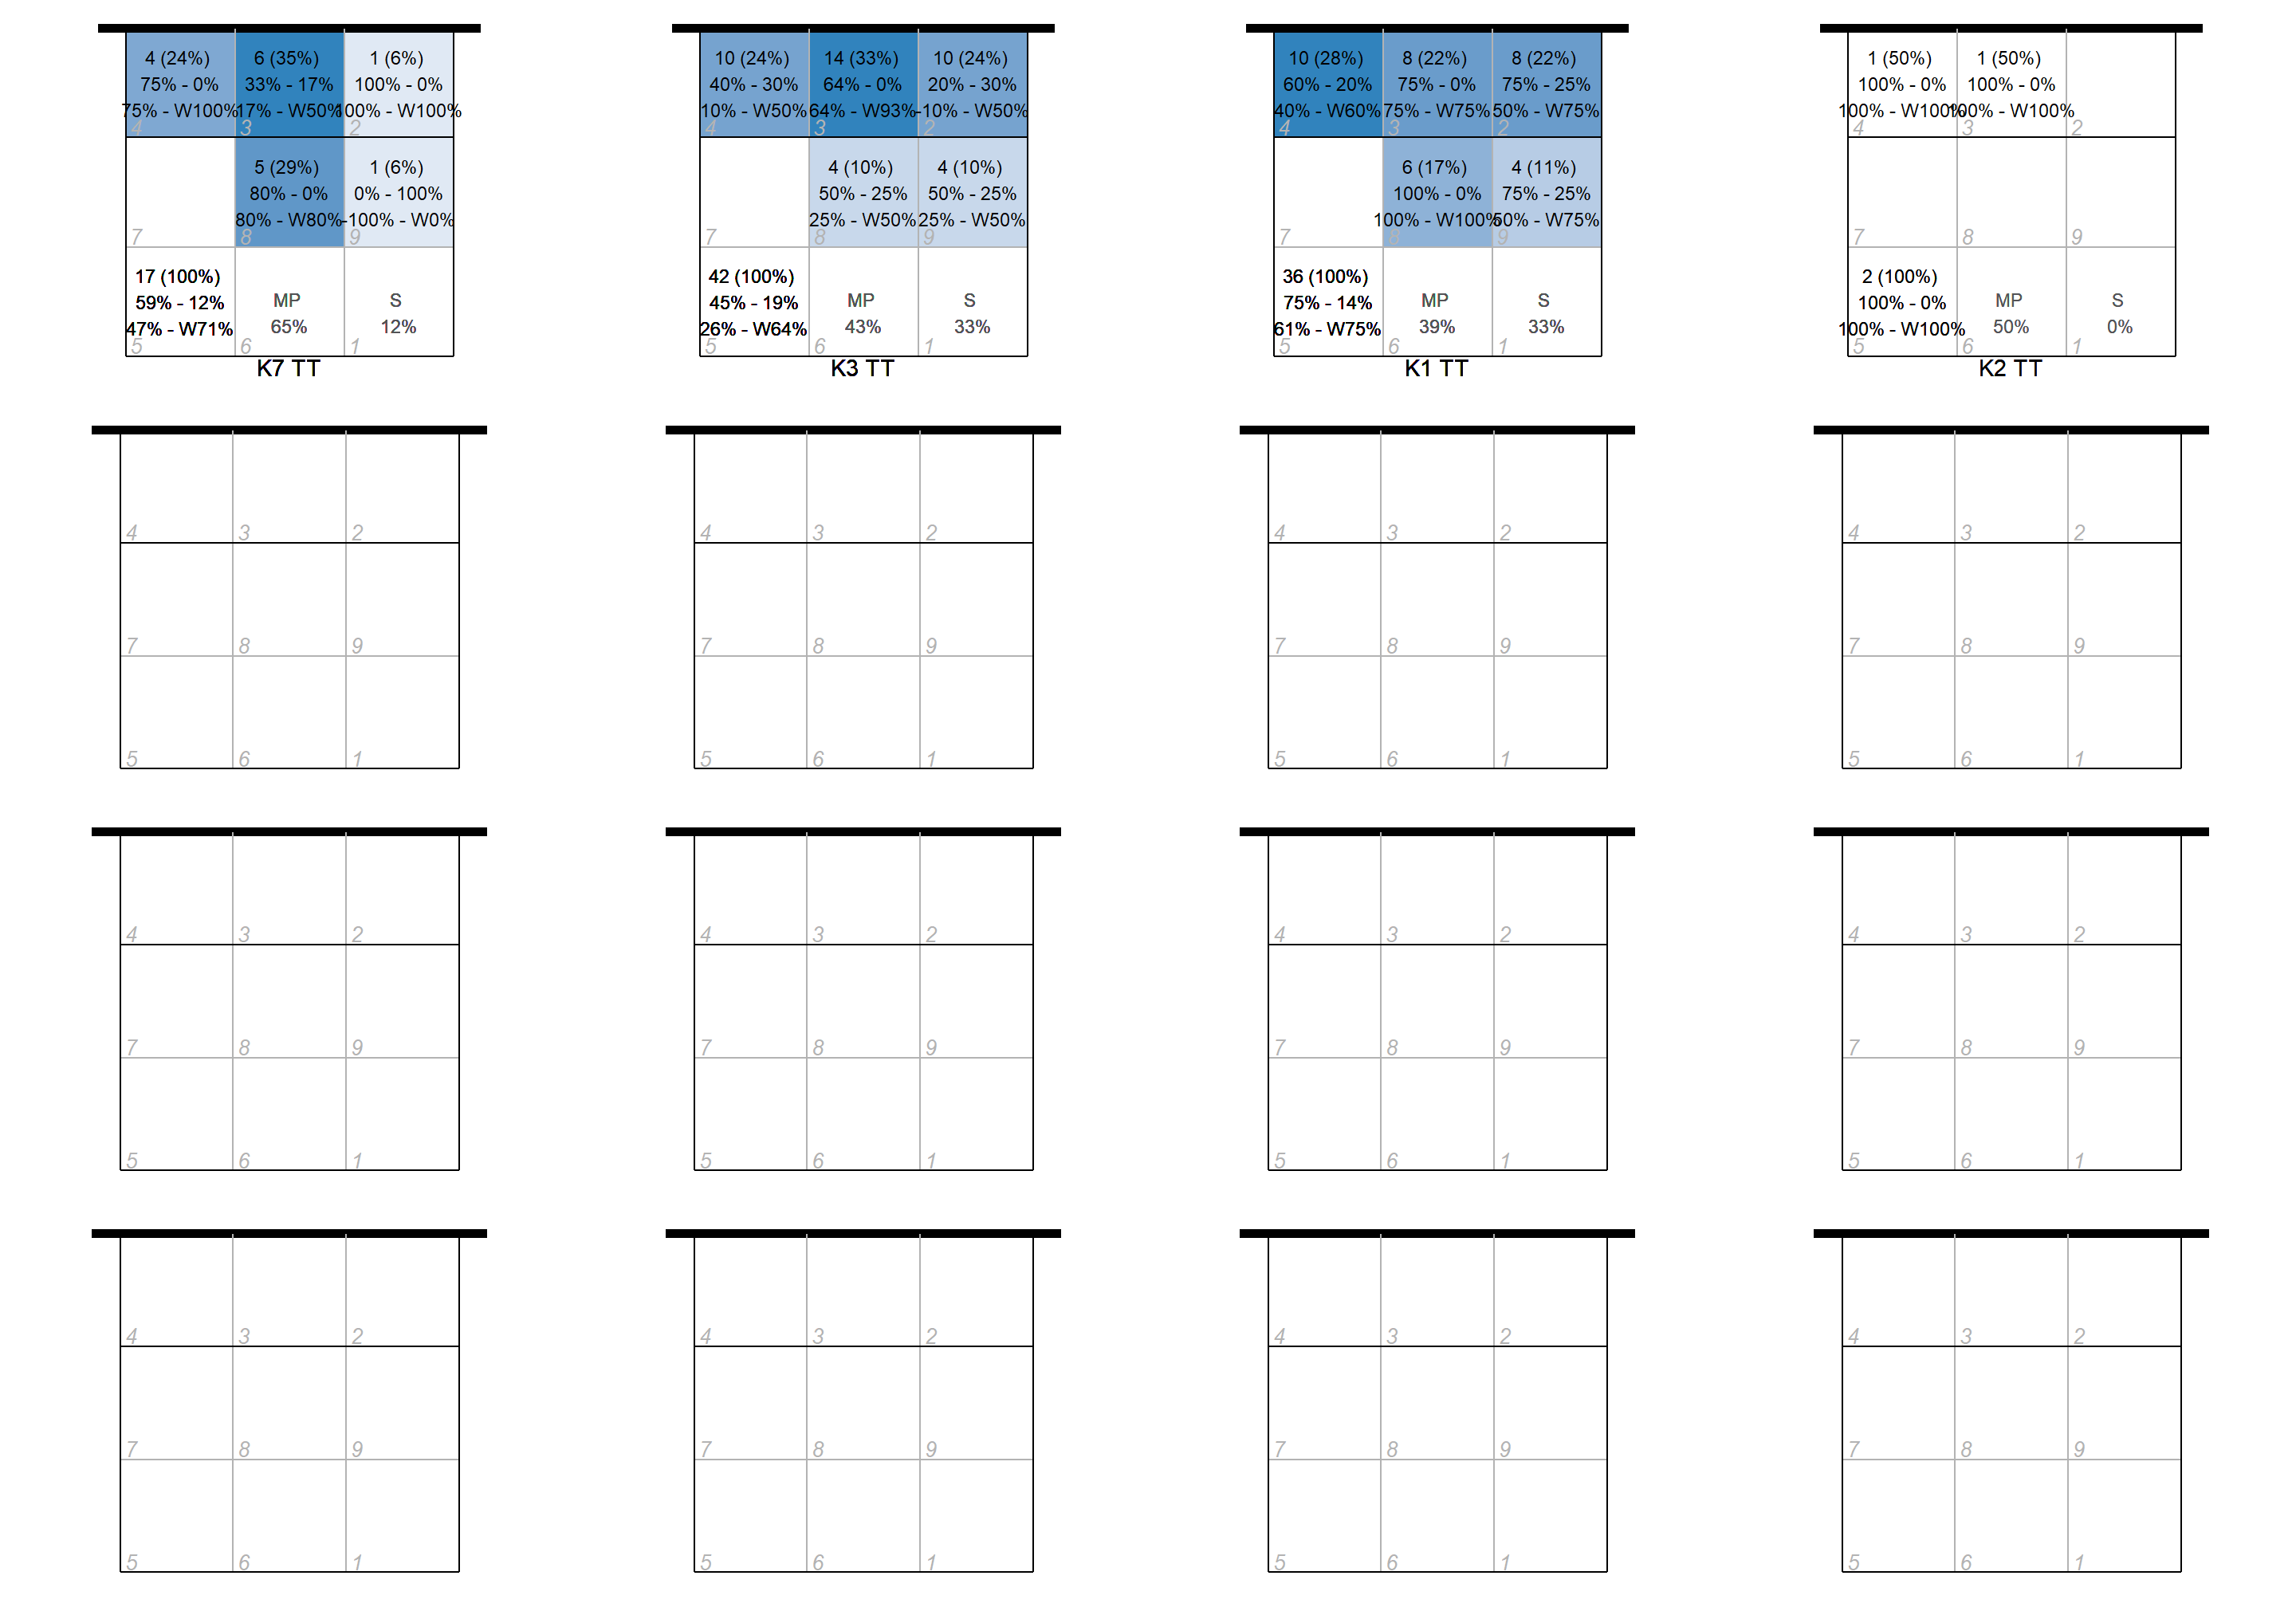 4 (24%) 6 (35%) 1 (6%) 10 (24%) 14 (33%) 10 (24%) 10 (28%) 8 (22%) 8 (22%) 1 (50%) 1 (50%)
75% - 0% 33% - 17% 100% - 0% 40% - 30% 64% - 0% 20% - 30% 60% - 20% 75% - 0% 75% - 25% 100% - 0% 100% - 0%
75% - W100% 17% - W50% 100% - W100% 10% - W50% 64% - W93% -10% - W50% 40% - W60% 75% - W75% 50% - W75% 100% - W100% 100% - W100%
4 3 2 4 3 2 4 3 2 4 3 2
5 (29%) 1 (6%) 4 (10%) 4 (10%) 6 (17%) 4 (11%)
80% - 0% 0% - 100% 50% - 25% 50% - 25% 100% - 0% 75% - 25%
80% - W80% -100% - W0% 25% - W50% 25% - W50% 100% - W100% 50% - W75%
7 8 9 7 8 9 7 8 9 7 8 9
17 (100%) 42 (100%) 36 (100%) 2 (100%)
59% - 12% MP S 45% - 19% MP S 75% - 14% MP S 100% - 0% MP S
47% - W71% 65% 12% 26% - W64% 43% 33% 61% - W75% 39% 33% 100% - W100% 50% 0%
5 6 1 5 6 1 5 6 1 5 6 1
K7 TT K3 TT K1 TT K2 TT
4 3 2 4 3 2 4 3 2 4 3 2
7 8 9 7 8 9 7 8 9 7 8 9
5 6 1 5 6 1 5 6 1 5 6 1
4 3 2 4 3 2 4 3 2 4 3 2
7 8 9 7 8 9 7 8 9 7 8 9
5 6 1 5 6 1 5 6 1 5 6 1
4 3 2 4 3 2 4 3 2 4 3 2
7 8 9 7 8 9 7 8 9 7 8 9
5 6 1 5 6 1 5 6 1 5 6 1